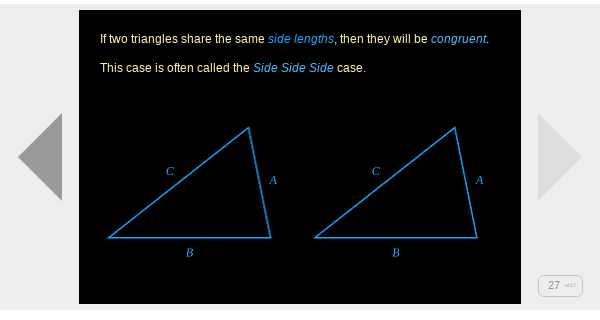 If two triangles share the same side lengths, then they will be congruent.
This case is often called the Side Side Side case.
C
A
B
C
A
B
27